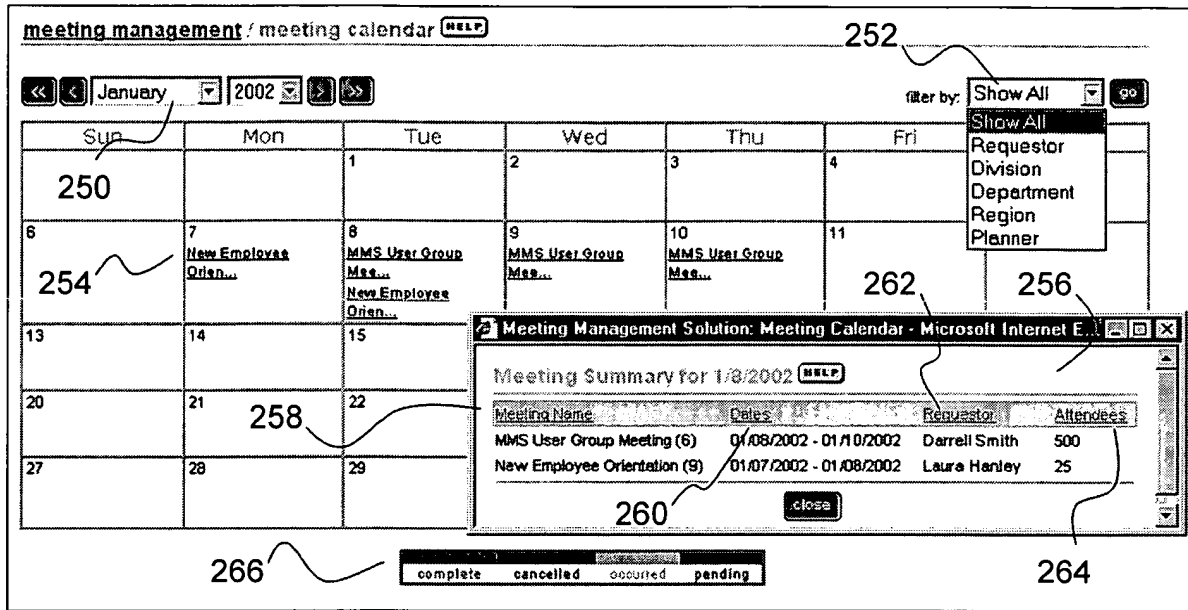 meeting management / meeting calendar HELP
252
« < January 2002 > »
filter by: Show All go
Show All
Requestor
Division
Department
Region
Planner
Sun Mon Tue Wed Thu Fri
250
1 2 3 4
6 7 8 9 10 11
New Employee Orien...
MMS User Group Mee...
New Employee Orien...
MMS User Group Mee...
MMS User Group Mee...
254
262
256
13 14 15
20 21 22
27 28 29
258
Meeting Management Solution: Meeting Calendar - Microsoft Internet E...
Meeting Summary for 1/8/2002 HELP
Meeting Name Dates Requestor Attendees
MMS User Group Meeting (6) 01/08/2002 - 01/10/2002 Darrell Smith 500
New Employee Orientation (9) 01/07/2002 - 01/08/2002 Laura Hanley 25
260
close
266
complete cancelled occurred pending
264